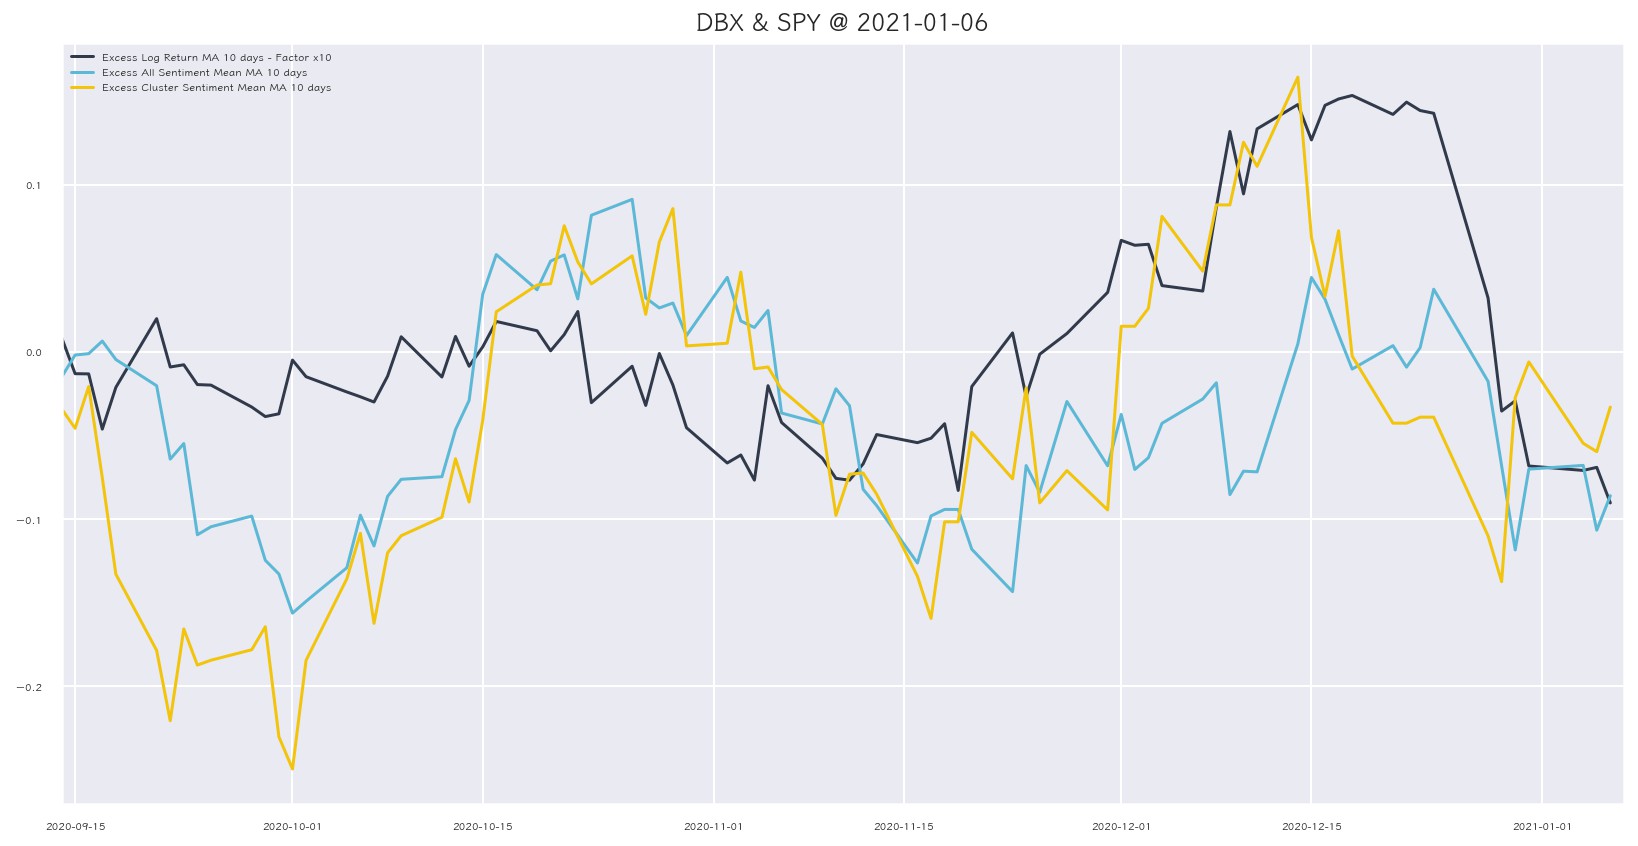 DBX & SPY @ 2021-01-06
Excess Log Return MA 10 days - Factor x10
Excess All Sentiment Mean MA 10 days
Excess Cluster Sentiment Mean MA 10 days
0.1
0.0
−0.1
−0.2
2020-09-15 2020-10-01 2020-10-15 2020-11-01 2020-11-15 2020-12-01 2020-12-15 2021-01-01